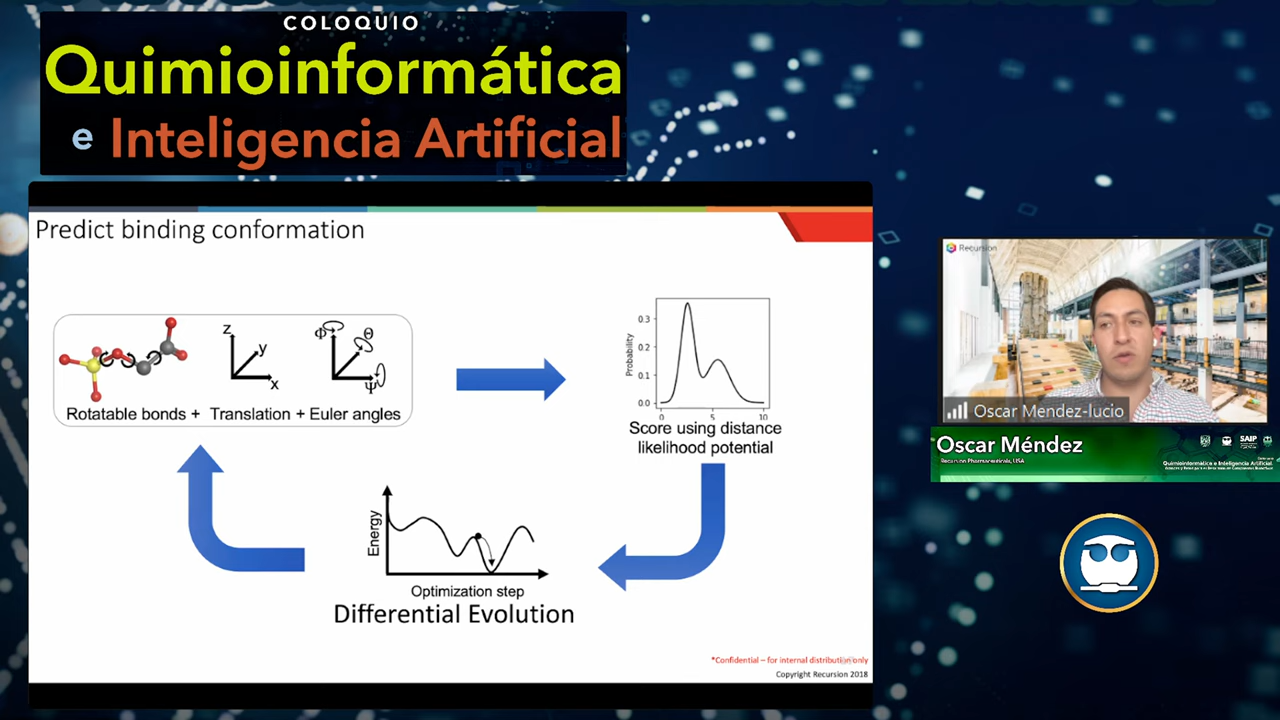 COLOQUIO
Quimioinformática
e Inteligencia Artificial
Predict binding conformation
z
y
x
Φ
Θ
Ψ
Rotatable bonds + Translation + Euler angles
Probability
0.3
0.2
0.1
0
5
10
Score using distance
likelihood potential
Energy
Optimization step
Differential Evolution
*Confidential – for internal distribution only
Copyright Recursion 2018
Recursion
Oscar Mendez-lucio
Oscar Méndez
Recursion Pharmaceuticals, USA
SAIP
Quimioinformática e Inteligencia Artificial